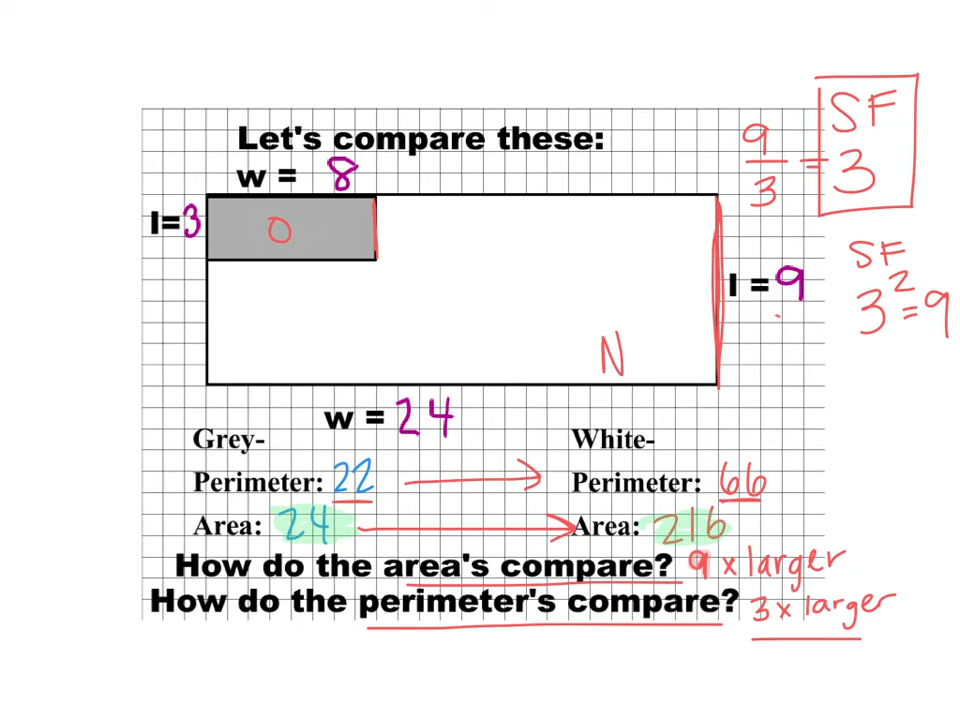 Let's compare these:
w = 8
l=3
O
9
3
=
SF
3
l = 9
SF
3² = 9
N
w = 24
Grey-
White-
Perimeter: 22
Perimeter: 66
Area: 24
Area: 216
How do the area's compare? 9 x larger
How do the perimeter's compare? 3 x larger